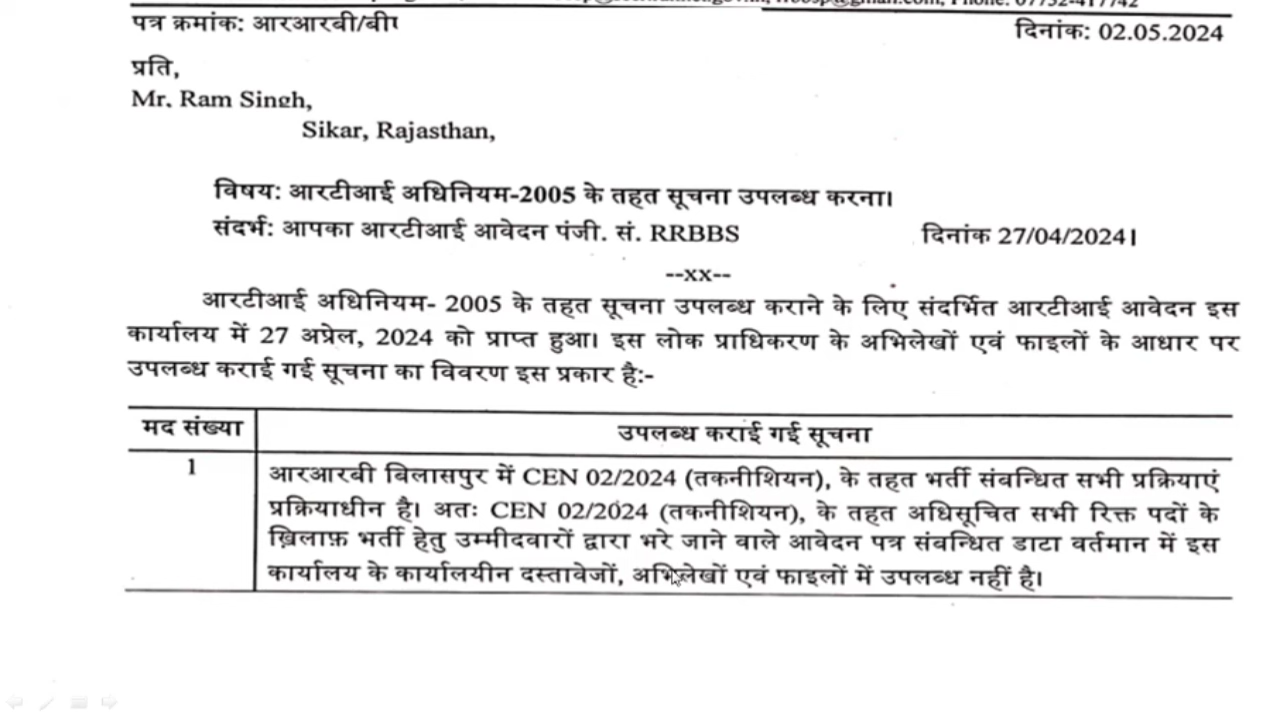 पत्र क्रमांक: आरआरबी/बी
दिनांक: 02.05.2024
प्रति,
Mr. Ram Singh,
Sikar, Rajasthan,
विषय: आरटीआई अधिनियम-2005 के तहत सूचना उपलब्ध करना।
संदर्भ: आपका आरटीआई आवेदन पंजी. सं. RRBBS दिनांक 27/04/2024।
--xx--
आरटीआई अधिनियम- 2005 के तहत सूचना उपलब्ध कराने के लिए संदर्भित आरटीआई आवेदन इस
कार्यालय में 27 अप्रेल, 2024 को प्राप्त हुआ। इस लोक प्राधिकरण के अभिलेखों एवं फाइलों के आधार पर
उपलब्ध कराई गई सूचना का विवरण इस प्रकार है:-
मद संख्या उपलब्ध कराई गई सूचना
1
आरआरबी बिलासपुर में CEN 02/2024 (तकनीशियन), के तहत भर्ती संबन्धित सभी प्रक्रियाएं
प्रक्रियाधीन है। अतः CEN 02/2024 (तकनीशियन), के तहत अधिसूचित सभी रिक्त पदों के
ख़िलाफ़ भर्ती हेतु उम्मीदवारों द्वारा भरे जाने वाले आवेदन पत्र संबन्धित डाटा वर्तमान में इस
कार्यालय के कार्यालयीन दस्तावेजों, अभिलेखों एवं फाइलों में उपलब्ध नहीं है।